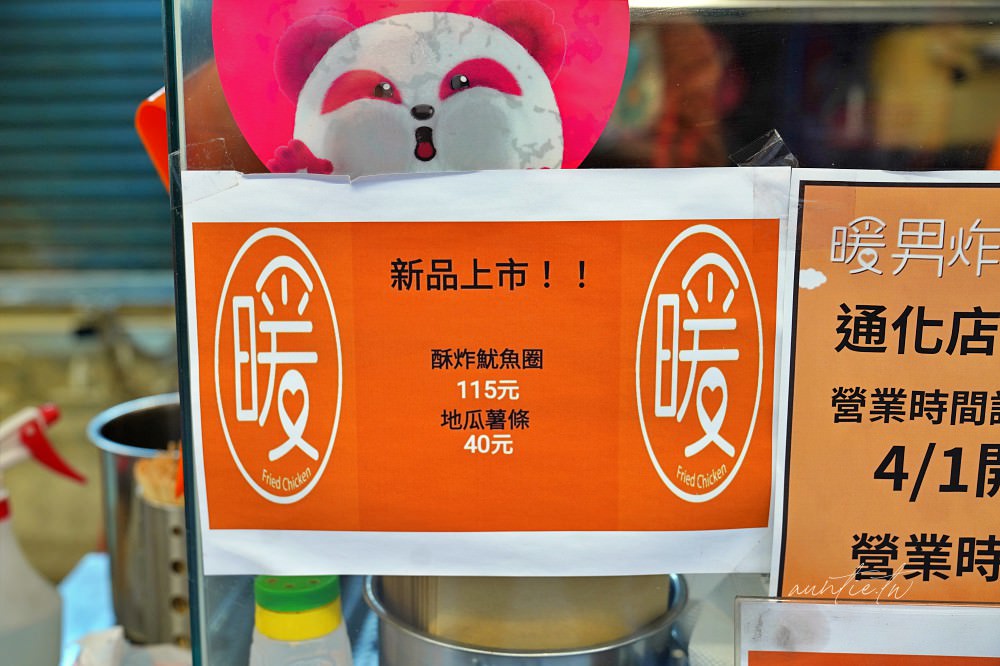 新品上市！！
酥炸魷魚圈
115元
地瓜薯條
40元
暖
Fried Chicken
暖
Fried Chicken
暖男炸
通化店
營業時間
4/1開
營業時
auntie.tw